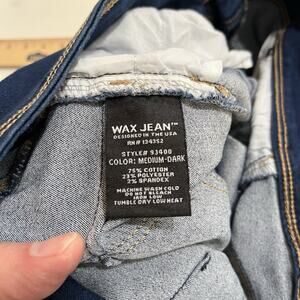 WAX JEAN™
DESIGNED IN THE USA
RN# 134352
STYLE# 93400
COLOR: MEDIUM-DARK
75% COTTON
23% POLYESTER
2% SPANDEX
MACHINE WASH COLD
DO NOT BLEACH
IRON LOW
TUMBLE DRY LOW HEAT